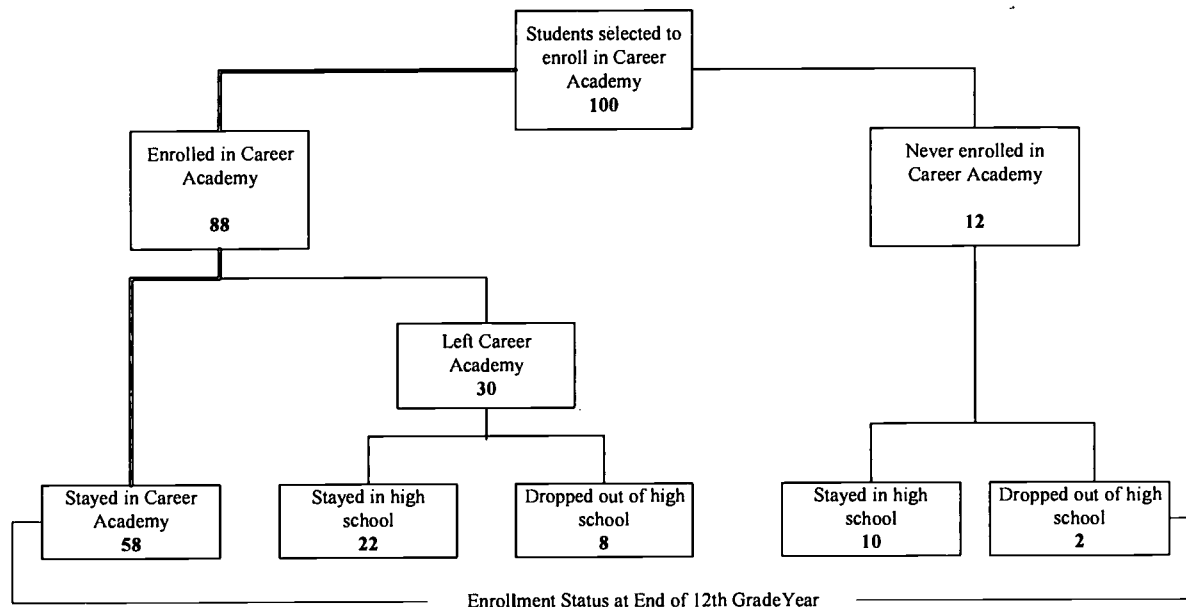 Students selected to
enroll in Career
Academy
100
Enrolled in Career
Academy
88
Never enrolled in
Career Academy
12
Left Career
Academy
30
Stayed in Career
Academy
58
Stayed in high
school
22
Dropped out of high
school
8
Stayed in high
school
10
Dropped out of high
school
2
Enrollment Status at End of 12th Grade Year